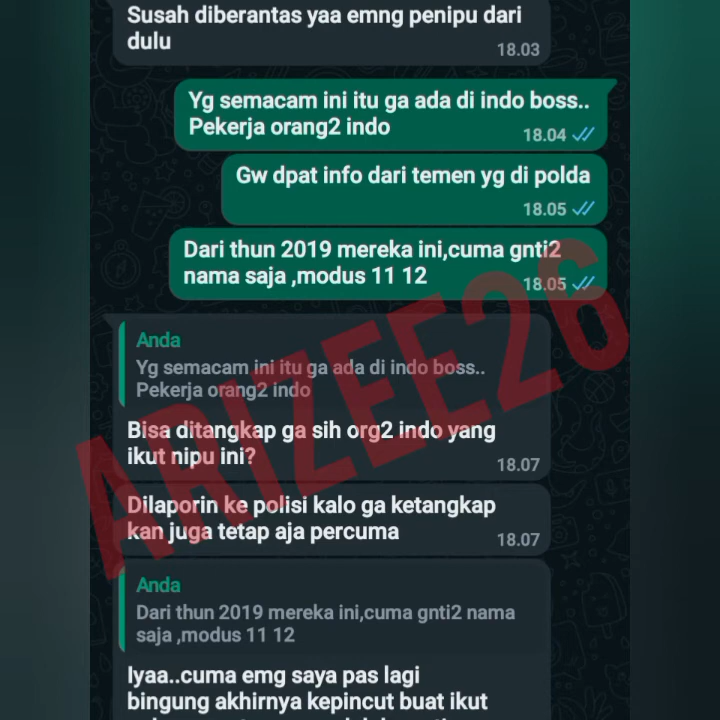 Susah diberantas yaa emng penipu dari
dulu
18.03
Yg semacam ini itu ga ada di indo boss..
Pekerja orang2 indo
18.04
Gw dpat info dari temen yg di polda
18.05
Dari thun 2019 mereka ini,cuma gnti2
nama saja ,modus 11 12
18.05
Anda
Yg semacam ini itu ga ada di indo boss..
Pekerja orang2 indo
Bisa ditangkap ga sih org2 indo yang
ikut nipu ini?
18.07
Dilaporin ke polisi kalo ga ketangkap
kan juga tetap aja percuma
18.07
Anda
Dari thun 2019 mereka ini,cuma gnti2 nama
saja ,modus 11 12
Iyaa..cuma emg saya pas lagi
bingung akhirnya kepincut buat ikut
ARIZEE26